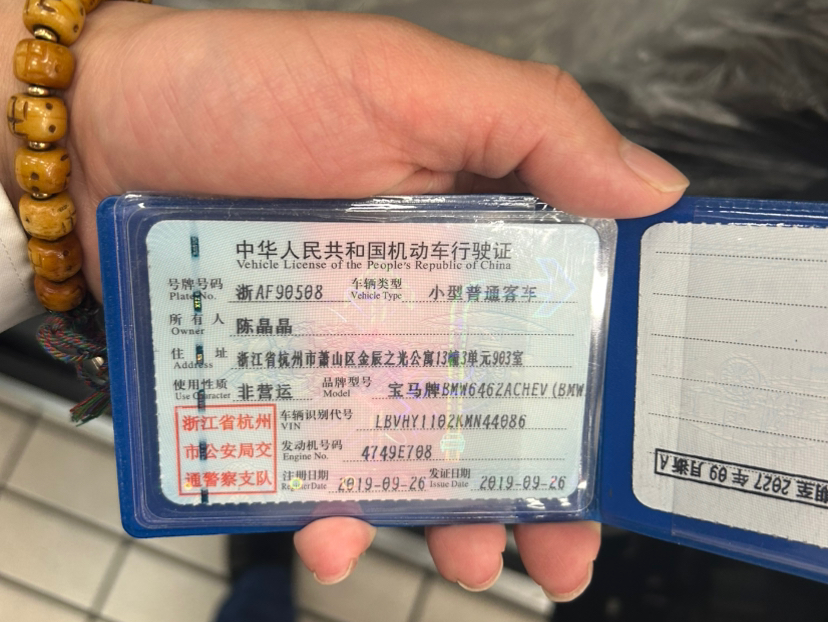 中华人民共和国机动车行驶证
Vehicle License of the People's Republic of China
号牌号码 浙AF90508 车辆类型 小型普通客车
Plate No. Vehicle Type
所有人 陈晶晶
Owner
住址 浙江省杭州市萧山区金辰之光公寓13幢3单元903室
Address
使用性质 非营运 品牌型号 宝马牌BMW6462ACHEV(BMW
Use Character Model
浙江省杭州
市公安局交
通警察支队
车辆识别代号 LBVHY1102KMN44086
VIN
发动机号码 4749E708
Engine No.
注册日期 2019-09-26 发证日期 2019-09-26
Register Date Issue Date
期至2027年09月浙A